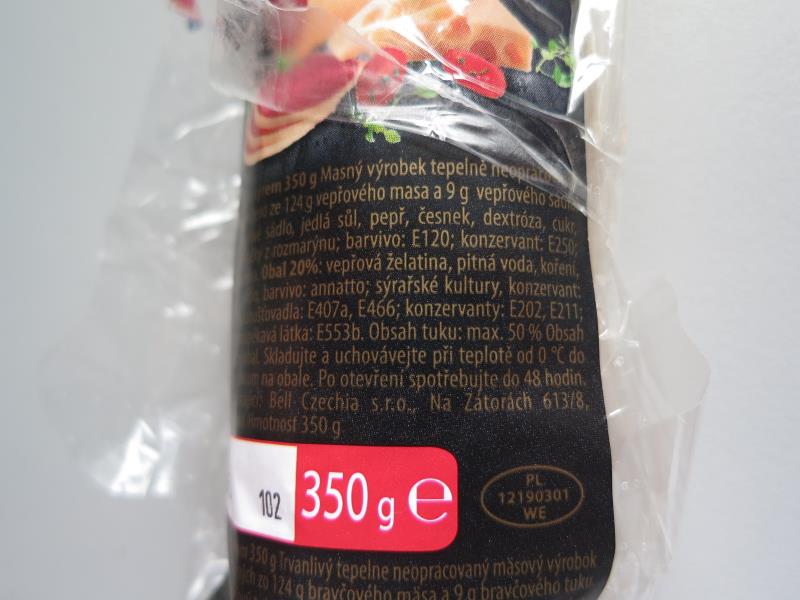 350 g Masný výrobek tepelně
ze 124 g vepřového masa a 9 g vepřového
sádlo, jedlá sůl, pepř, česnek, dextróza, cukr,
z rozmarýnu; barvivo: E120; konzervant: E250;
Obal 20%: vepřová želatina, pitná voda, koření,
barvivo: annatto; sýrařské kultury, konzervant:
E407a, E466; konzervanty: E202, E211;
látka: E553b. Obsah tuku: max. 50 % Obsah
Skladujte a uchovávejte při teplotě od 0 °C do
na obale. Po otevření spotřebujte do 48 hodin.
Bell Czechia s.r.o., Na Zátorách 613/8,
350 g
102
350 g e
PL
12190301
WE
350 g Trvanlivý tepelne neopracovaný mäsový výrobok
zo 124 g bravčového mäsa a 9 g bravčového tuku